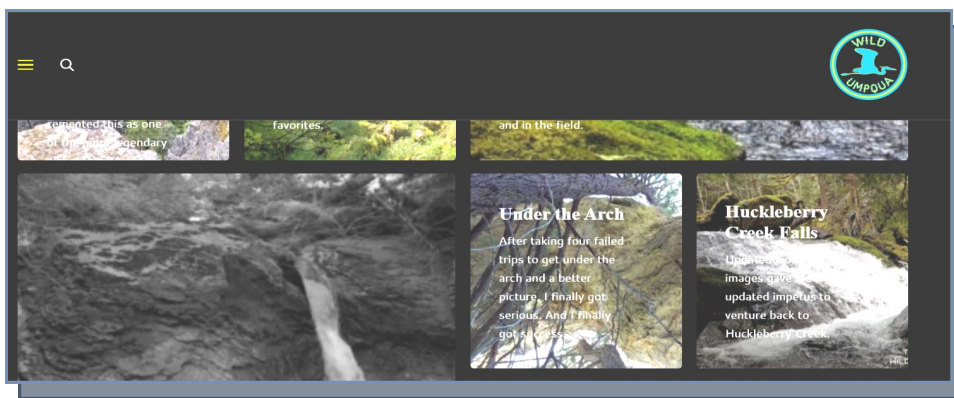 WILD
UMPQUA
cemented this as one
of the more legendary
favorites.
and in the field.
Under the Arch
After taking four failed
trips to get under the
arch and a better
picture, I finally got
serious. And I finally
got success.
Huckleberry
Creek Falls
Updated
images gave
updated impetus to
venture back to
Huckleberry Creek.